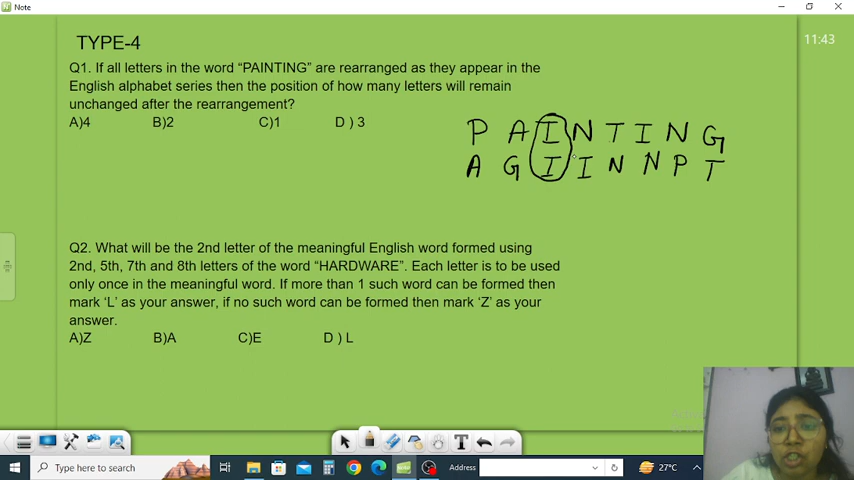 Note
11:43
TYPE-4
Q1. If all letters in the word “PAINTING” are rearranged as they appear in the
English alphabet series then the position of how many letters will remain
unchanged after the rearrangement?
A)4 B)2 C)1 D ) 3
P A I N T I N G
A G I I N N P T
Q2. What will be the 2nd letter of the meaningful English word formed using
2nd, 5th, 7th and 8th letters of the word “HARDWARE”. Each letter is to be used
only once in the meaningful word. If more than 1 such word can be formed then
mark ‘L’ as your answer, if no such word can be formed then mark ‘Z’ as your
answer.
A)Z B)A C)E D ) L
Type here to search
Address
27°C